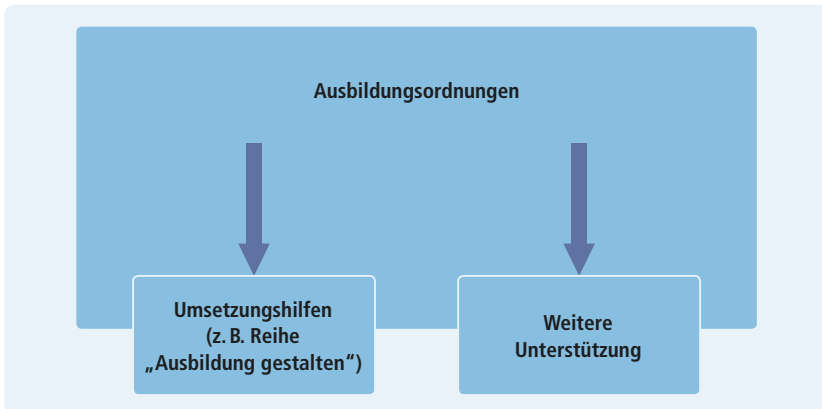 Ausbildungsordnungen
Umsetzungshilfen
(z. B. Reihe
„Ausbildung gestalten“)
Weitere
Unterstützung